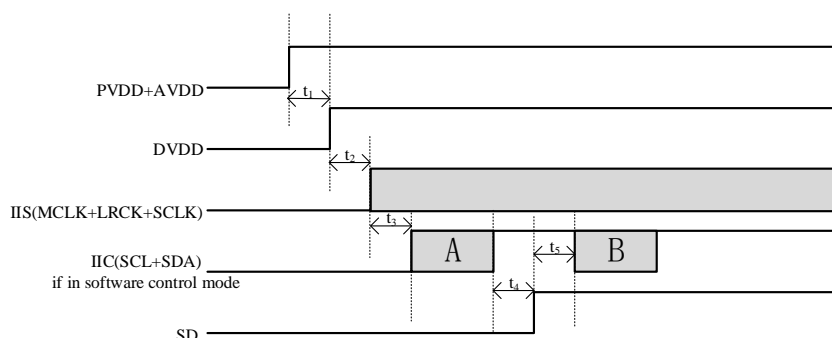 PVDD+AVDD
t1
DVDD
t2
IIS(MCLK+LRCK+SCLK)
t3
A
t5
B
IIC(SCL+SDA)
if in software control mode
t4
SD